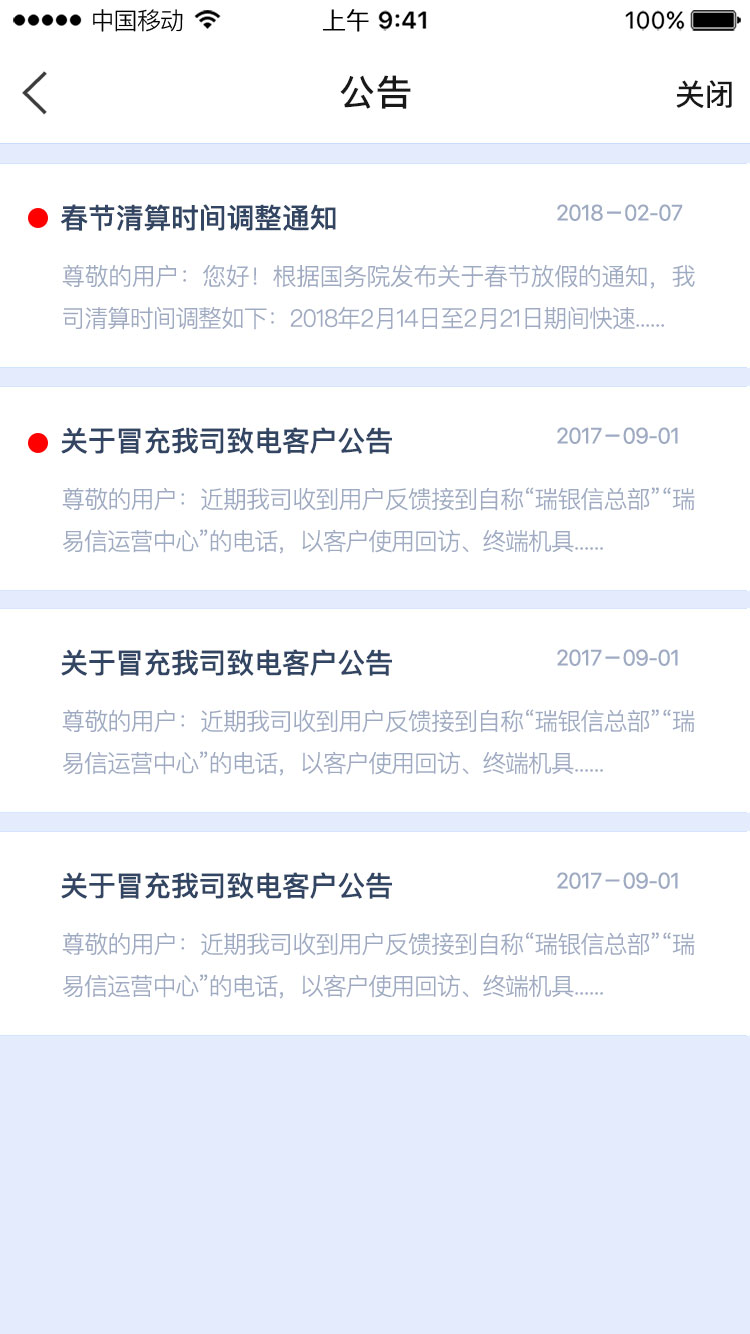 中国移动 上午 9:41 100%
公告 关闭
春节清算时间调整通知 2018-02-07
尊敬的用户：您好！根据国务院发布关于春节放假的通知，我
司清算时间调整如下：2018年2月14日至2月21日期间快速......
关于冒充我司致电客户公告 2017-09-01
尊敬的用户：近期我司收到用户反馈接到自称“瑞银信总部”“瑞
易信运营中心”的电话，以客户使用回访、终端机具......
关于冒充我司致电客户公告 2017-09-01
尊敬的用户：近期我司收到用户反馈接到自称“瑞银信总部”“瑞
易信运营中心”的电话，以客户使用回访、终端机具......
关于冒充我司致电客户公告 2017-09-01
尊敬的用户：近期我司收到用户反馈接到自称“瑞银信总部”“瑞
易信运营中心”的电话，以客户使用回访、终端机具......